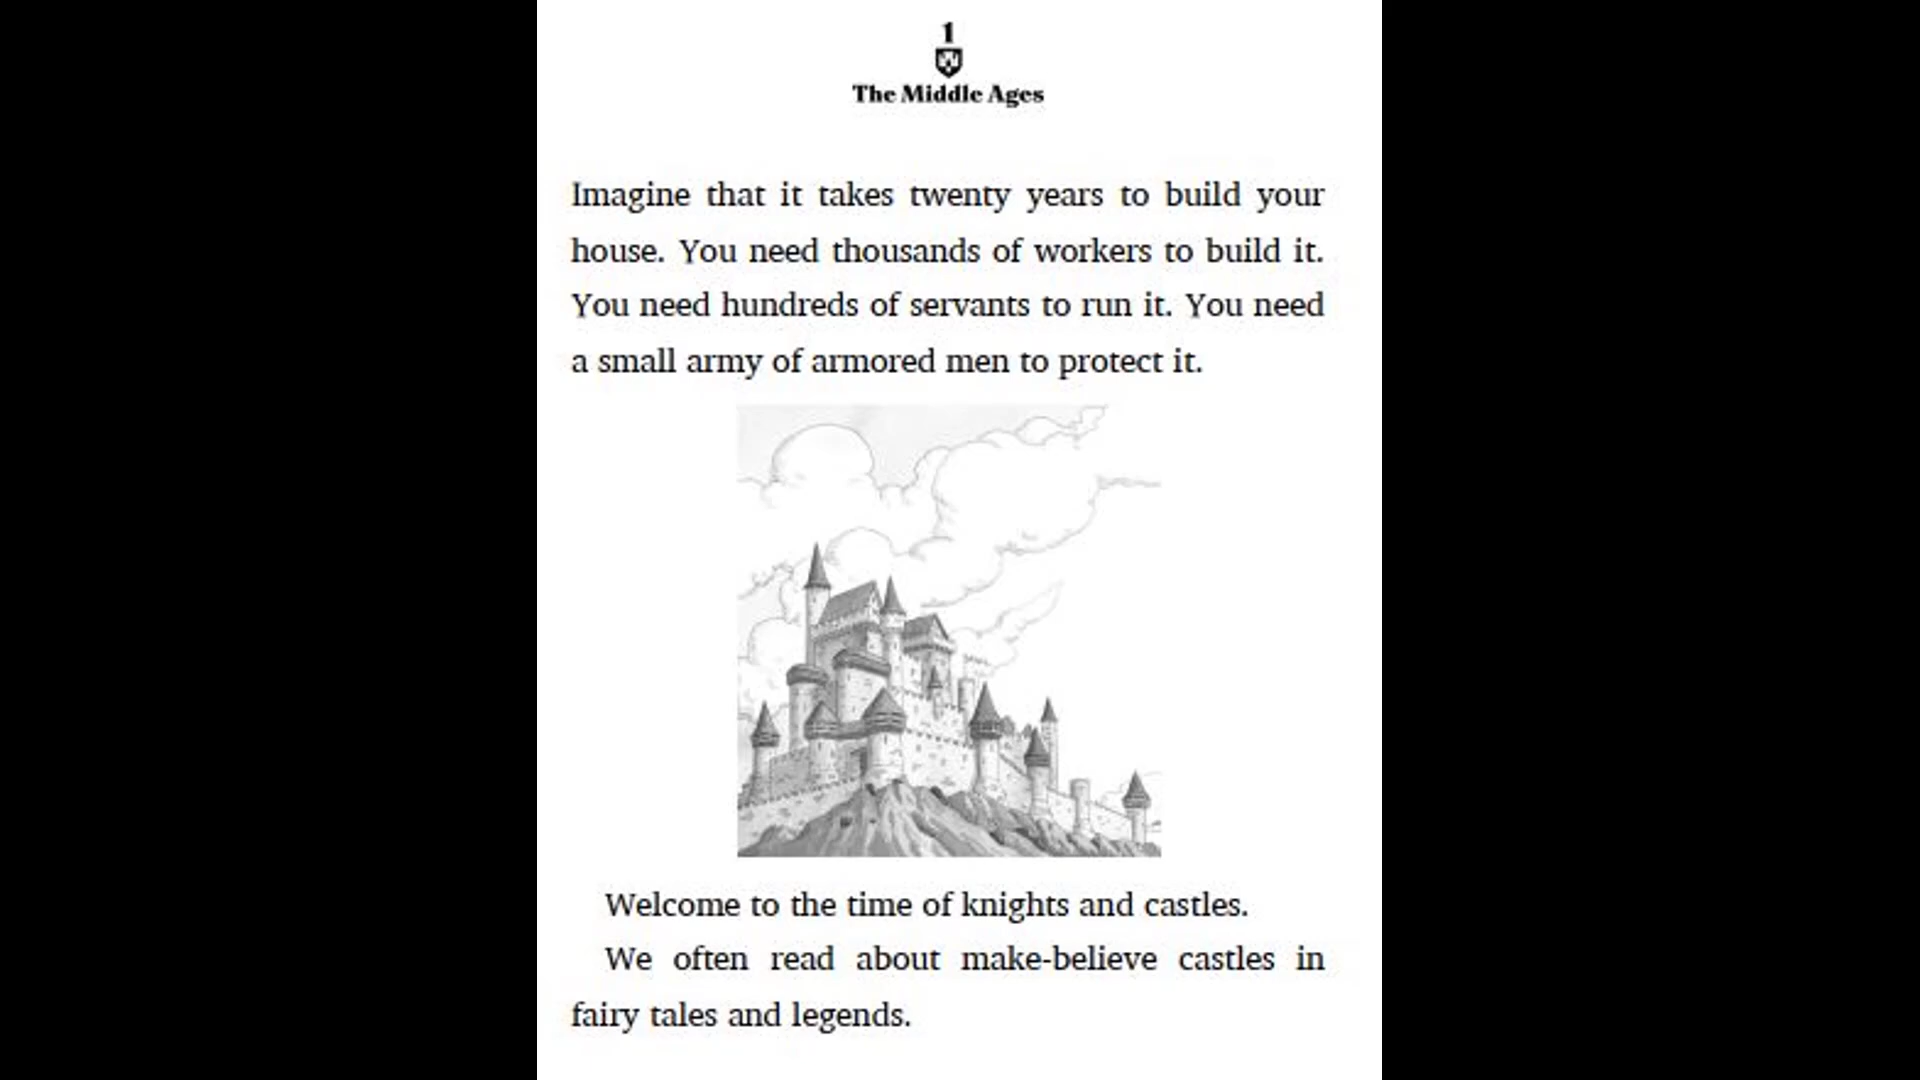 1
The Middle Ages
Imagine that it takes twenty years to build your
house. You need thousands of workers to build it.
You need hundreds of servants to run it. You need
a small army of armored men to protect it.
Welcome to the time of knights and castles.
We often read about make-believe castles in
fairy tales and legends.